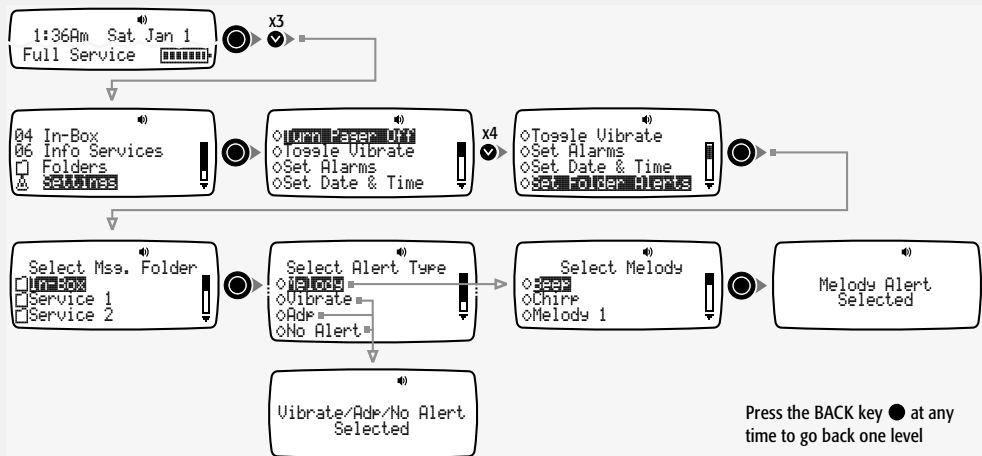 1:36Am Sat Jan 1
Full Service
x3
04 In-Box
06 Info Services
Folders
Settings
Turn Pager Off
Toggle Vibrate
Set Alarms
Set Date & Time
x4
Toggle Vibrate
Set Alarms
Set Date & Time
Set Folder Alerts
Select Msg. Folder
In-Box
Service 1
Service 2
Select Alert Type
Melody
Vibrate
Adp
No Alert
Select Melody
Beep
Chirp
Melody 1
Melody Alert
Selected
Vibrate/Adp/No Alert
Selected
Press the BACK key ● at any
time to go back one level